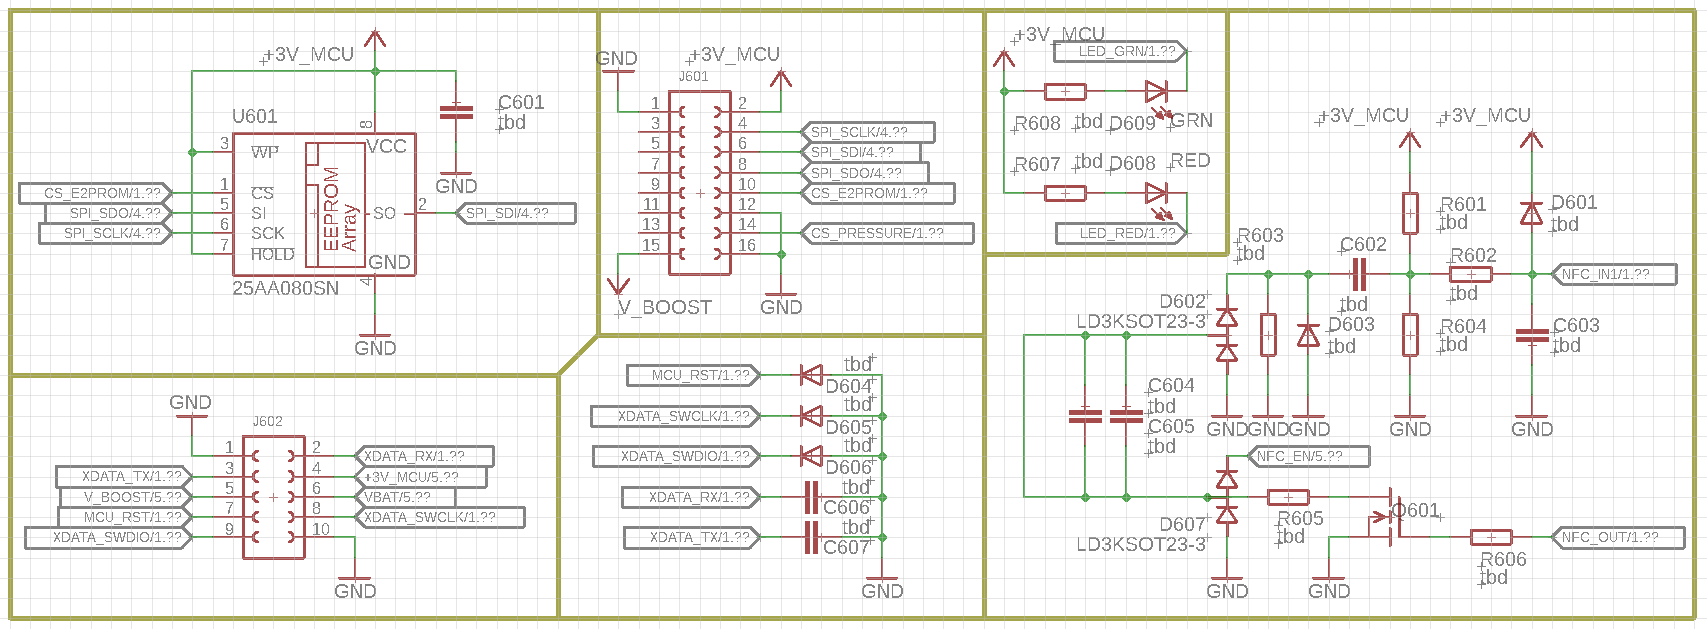 +3V_MCU
U601
C601
tbd
8
VCC
3
WP
1
CS
5
SI
6
SCK
7
HOLD
EEPROM
Array
SO
2
GND
4
25AA080SN
GND
GND
CS_E2PROM/1.??
SPI_SDO/4.??
SPI_SCLK/4.??
SPI_SDI/4.??
GND
+3V_MCU
J601
1
2
3
4
5
6
7
8
9
10
11
12
13
14
15
16
SPI_SCLK/4.??
SPI_SDI/4.??
SPI_SDO/4.??
CS_E2PROM/1.??
CS_PRESSURE/1.??
V_BOOST
GND
+3V_MCU
LED_GRN/1.??
R608
tbd
D609
GRN
R607
tbd
D608
RED
LED_RED/1.??
GND
J602
1
2
3
4
5
6
7
8
9
10
XDATA_TX/1.??
V_BOOST/5.??
MCU_RST/1.??
XDATA_SWDIO/1.??
XDATA_RX/1.??
+3V_MCU/5.??
VBAT/5.??
XDATA_SWCLK/1.??
GND
MCU_RST/1.??
tbd
D604
XDATA_SWCLK/1.??
tbd
D605
XDATA_SWDIO/1.??
tbd
D606
XDATA_RX/1.??
tbd
C606
XDATA_TX/1.??
tbd
C607
GND
+3V_MCU
+3V_MCU
R601
tbd
D601
tbd
R603
tbd
C602
tbd
R602
tbd
NFC_IN1/1.??
D602
LD3KSOT23-3
D603
tbd
R604
tbd
C603
tbd
C604
tbd
C605
tbd
GND
GND
GND
GND
GND
NFC_EN/5.??
D607
LD3KSOT23-3
R605
tbd
Q601
R606
tbd
NFC_OUT/1.??
GND
GND